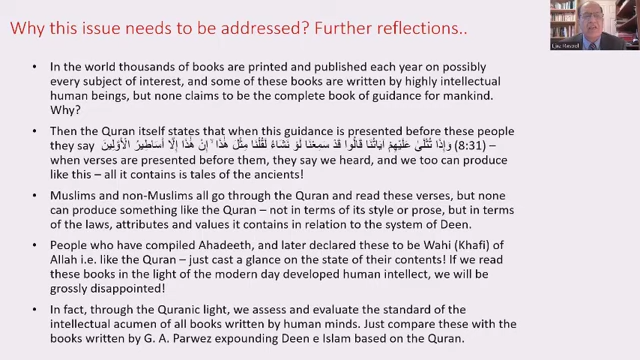 Why this issue needs to be addressed? Further reflections..
• In the world thousands of books are printed and published each year on possibly
every subject of interest, and some of these books are written by highly intellectual
human beings, but none claims to be the complete book of guidance for mankind.
Why?
• Then the Quran itself states that when this guidance is presented before these people
they say وَإِذَا تُتْلَىٰ عَلَيْهِمْ آيَاتُنَا قَالُوا قَدْ سَمِعْنَا لَوْ نَشَاءُ لَقُلْنَا مِثْلَ هَٰذَا ۙ إِنْ هَٰذَا إِلَّا أَسَاطِيرُ الْأَوَّلِينَ (8:31) –
when verses are presented before them, they say we heard, and we too can produce
like this – all it contains is tales of the ancients!
• Muslims and non-Muslims all go through the Quran and read these verses, but
none can produce something like the Quran – not in terms of its style or prose, but in terms
of the laws, attributes and values it contains in relation to the system of Deen.
• People who have compiled Ahadeeth, and later declared these to be Wahi (Khafi) of
Allah i.e. like the Quran – just cast a glance on the state of their contents! If we
read these books in the light of the modern day developed human intellect, we will be
grossly disappointed!
• In fact, through the Quranic light, we assess and evaluate the standard of the
intellectual acumen of all books written by human minds. Just compare these with the
books written by G. A. Parwez expounding Deen e Islam based on the Quran.